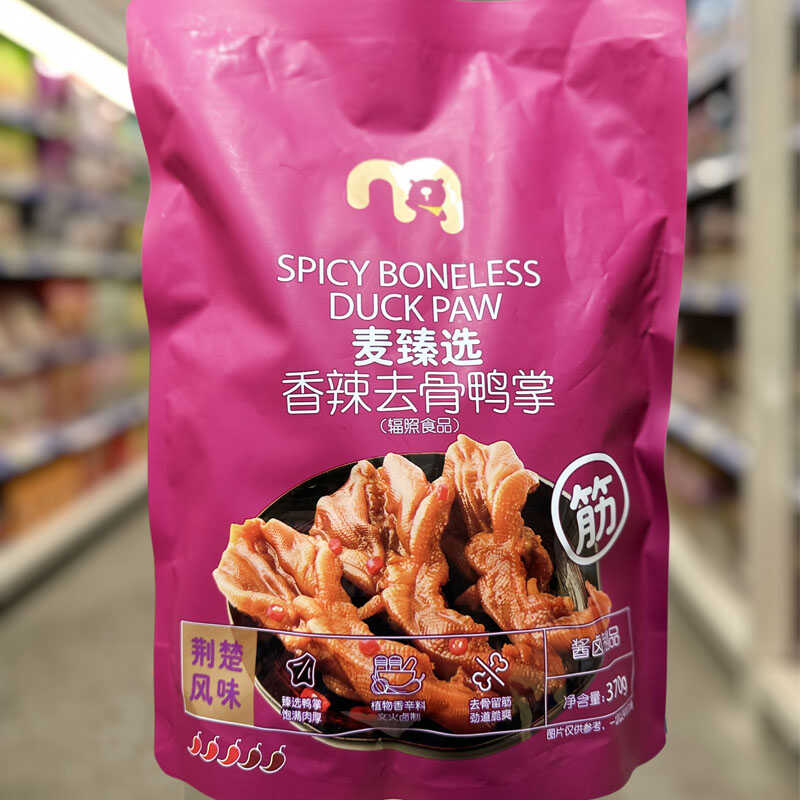 SPICY BONELESS
DUCK PAW
麦臻选
香辣去骨鸭掌
(辐照食品)
筋
荆楚
风味
臻选鸭掌
饱满肉厚
植物香辛料
文火卤制
去骨留筋
劲道脆爽
酱卤制品
净含量:370g
图片仅供参考,